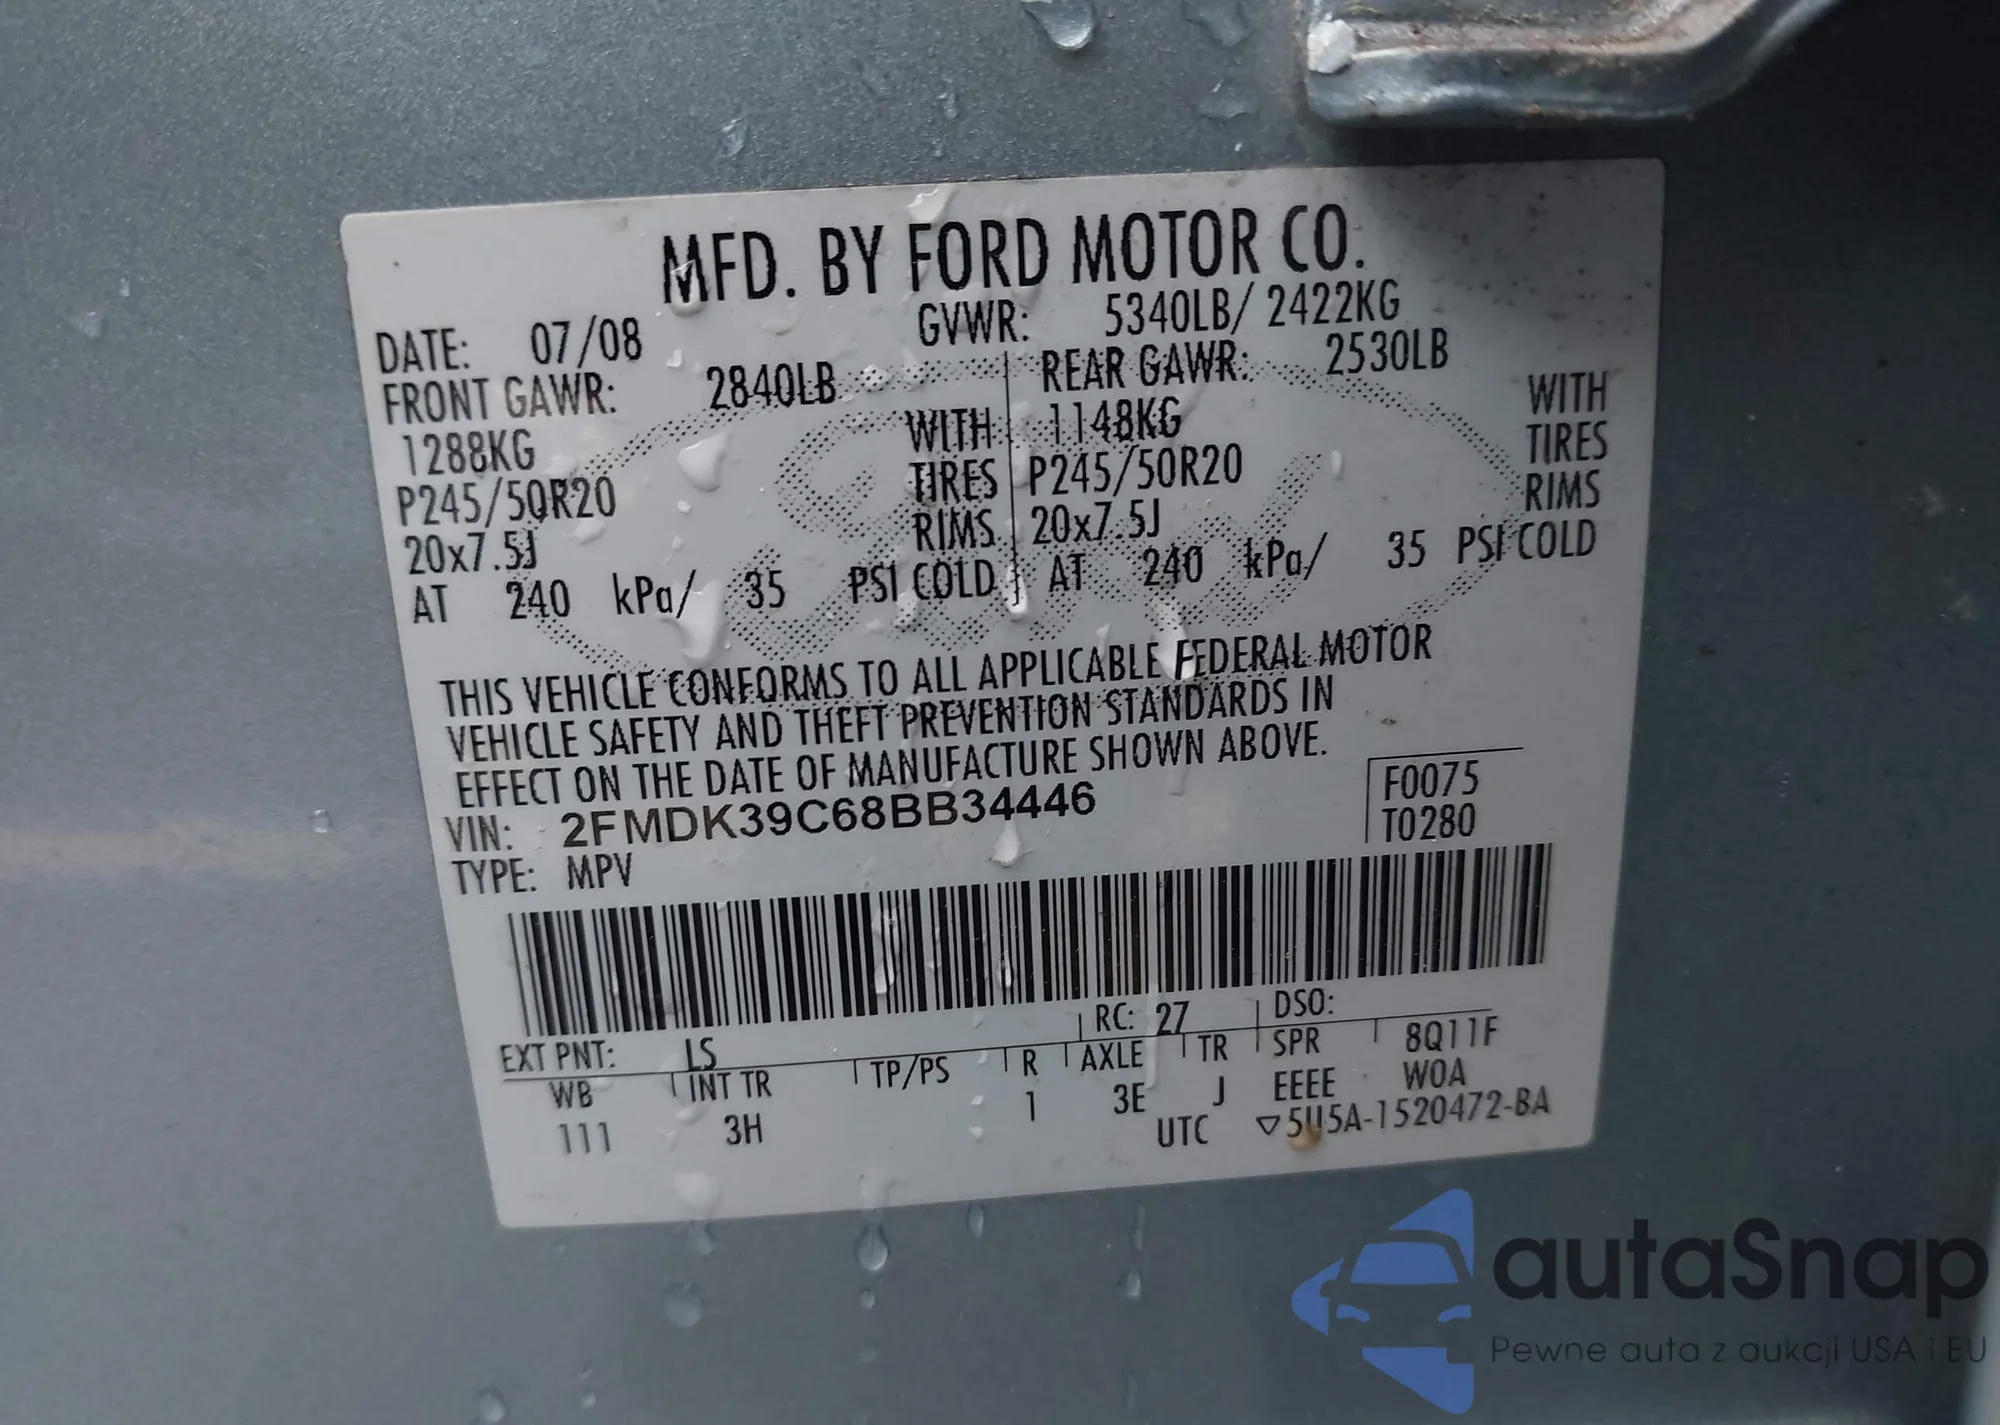 MFD. BY FORD MOTOR CO.
DATE: 07/08 GVWR: 5340LB/ 2422KG
FRONT GAWR: 2840LB REAR GAWR: 2530LB
1288KG WITH 1148KG WITH
P245/50R20 TIRES P245/50R20 TIRES
20x7.5J RIMS 20x7.5J RIMS
AT 240 kPa/ 35 PSI COLD AT 240 kPa/ 35 PSI COLD
THIS VEHICLE CONFORMS TO ALL APPLICABLE FEDERAL MOTOR
VEHICLE SAFETY AND THEFT PREVENTION STANDARDS IN
EFFECT ON THE DATE OF MANUFACTURE SHOWN ABOVE.
VIN: 2FMDK39C68BB34446 F0075
TYPE: MPV T0280
RC: 27 DSO:
EXT PNT: LS
WB INT TR TP/PS R AXLE TR SPR 8Q11F
111 3H 1 3E J EEEE WOA
UTC ▽5U5A-1520472-BA
autaSnap
Pewne auta z aukcji USA i EU